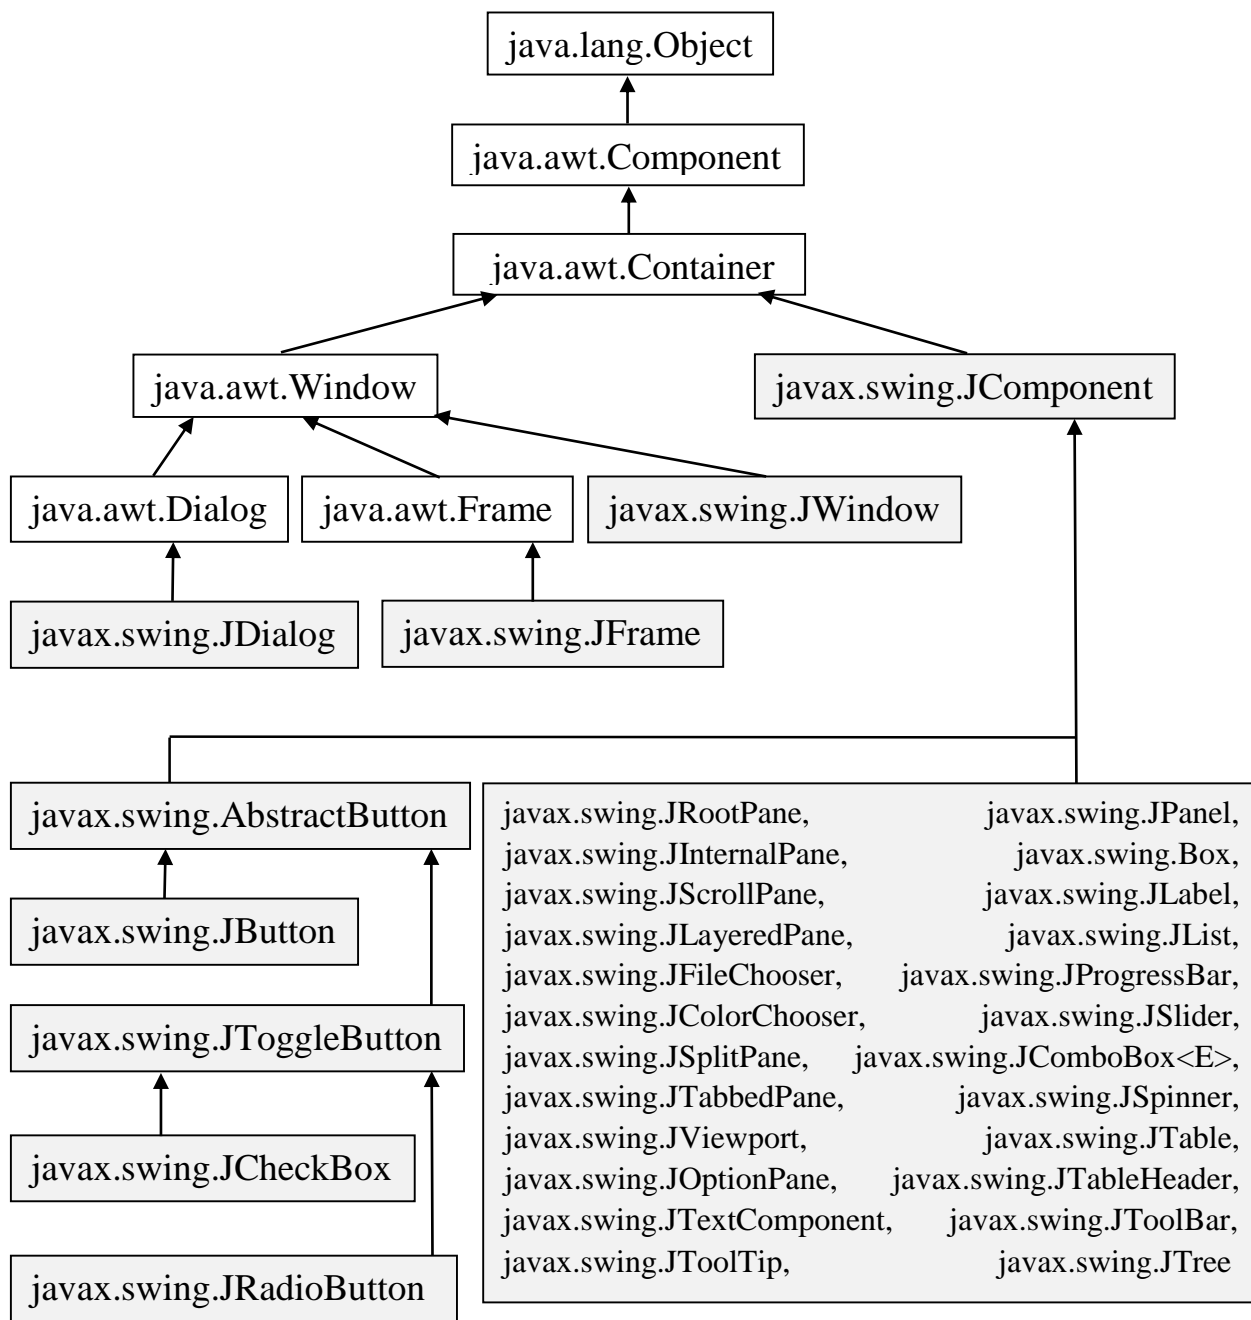 java.lang.Object
java.awt.Component
java.awt.Container
java.awt.Window
javax.swing.JComponent
java.awt.Dialog
java.awt.Frame
javax.swing.JWindow
javax.swing.JDialog
javax.swing.JFrame
javax.swing.AbstractButton
javax.swing.JButton
javax.swing.JToggleButton
javax.swing.JCheckBox
javax.swing.JRadioButton
javax.swing.JRootPane, javax.swing.JPanel,
javax.swing.JInternalPane, javax.swing.Box,
javax.swing.JScrollPane, javax.swing.JLabel,
javax.swing.JLayeredPane, javax.swing.JList,
javax.swing.JFileChooser, javax.swing.JProgressBar,
javax.swing.JColorChooser, javax.swing.JSlider,
javax.swing.JSplitPane, javax.swing.JComboBox<E>,
javax.swing.JTabbedPane, javax.swing.JSpinner,
javax.swing.JViewport, javax.swing.JTable,
javax.swing.JOptionPane, javax.swing.JTableHeader,
javax.swing.JTextComponent, javax.swing.JToolBar,
javax.swing.JToolTip, javax.swing.JTree